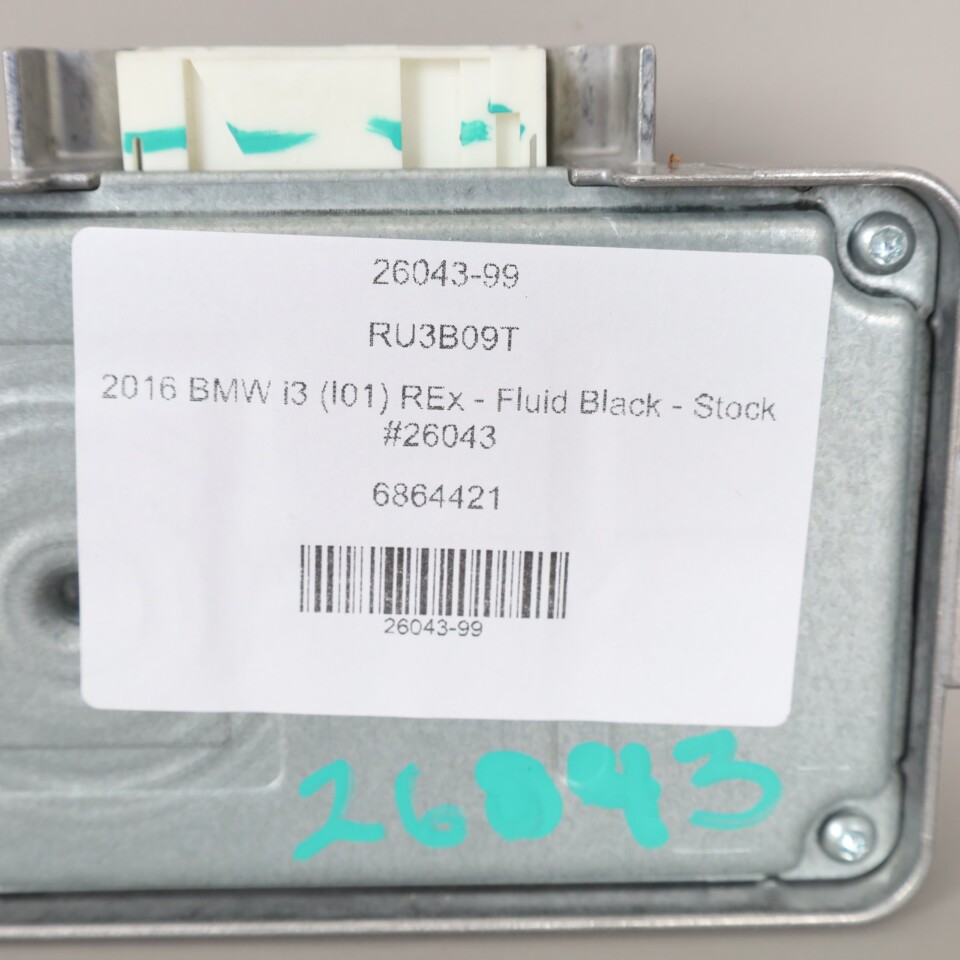 26043-99
RU3B09T
2016 BMW i3 (I01) REx - Fluid Black - Stock
#26043
6864421
26043-99
26043